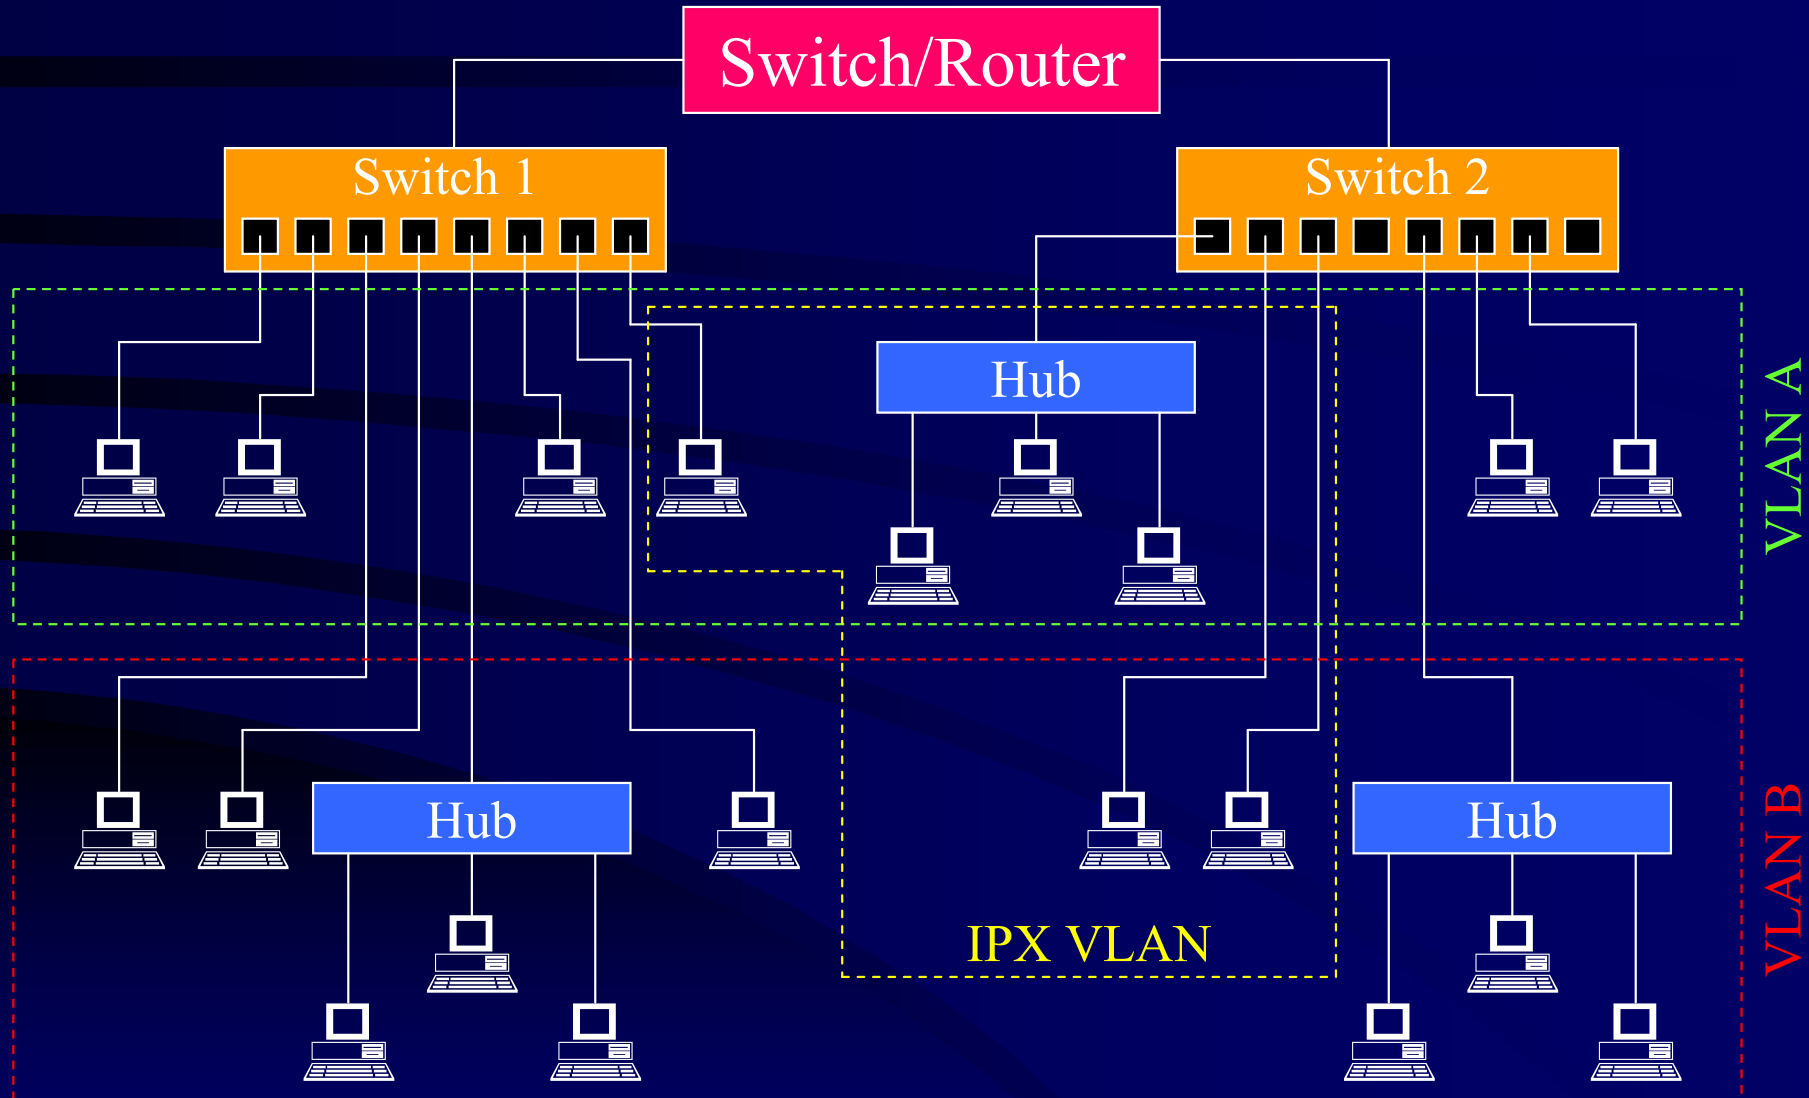 Switch/Router
Switch 1
Switch 2
Hub
VLAN A
Hub
Hub
VLAN B
IPX VLAN